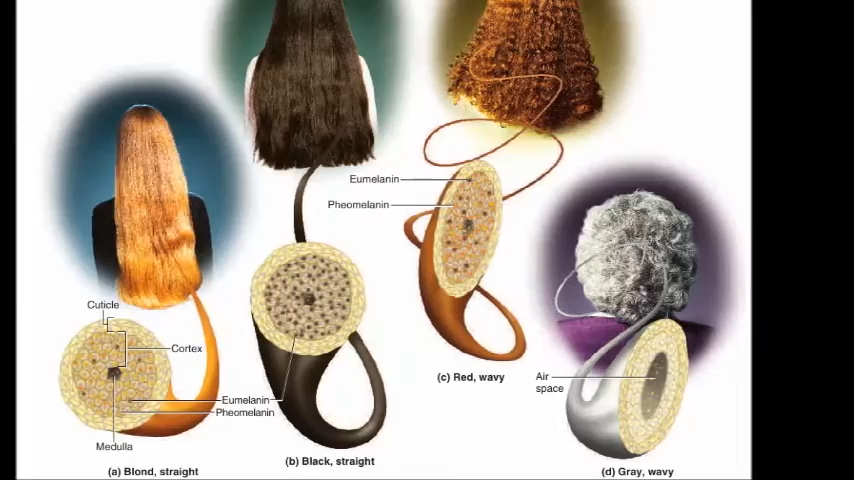 Eumelanin
Pheomelanin
Cuticle
Cortex
Eumelanin
Pheomelanin
Medulla
Air
space
(a) Blond, straight
(b) Black, straight
(c) Red, wavy
(d) Gray, wavy